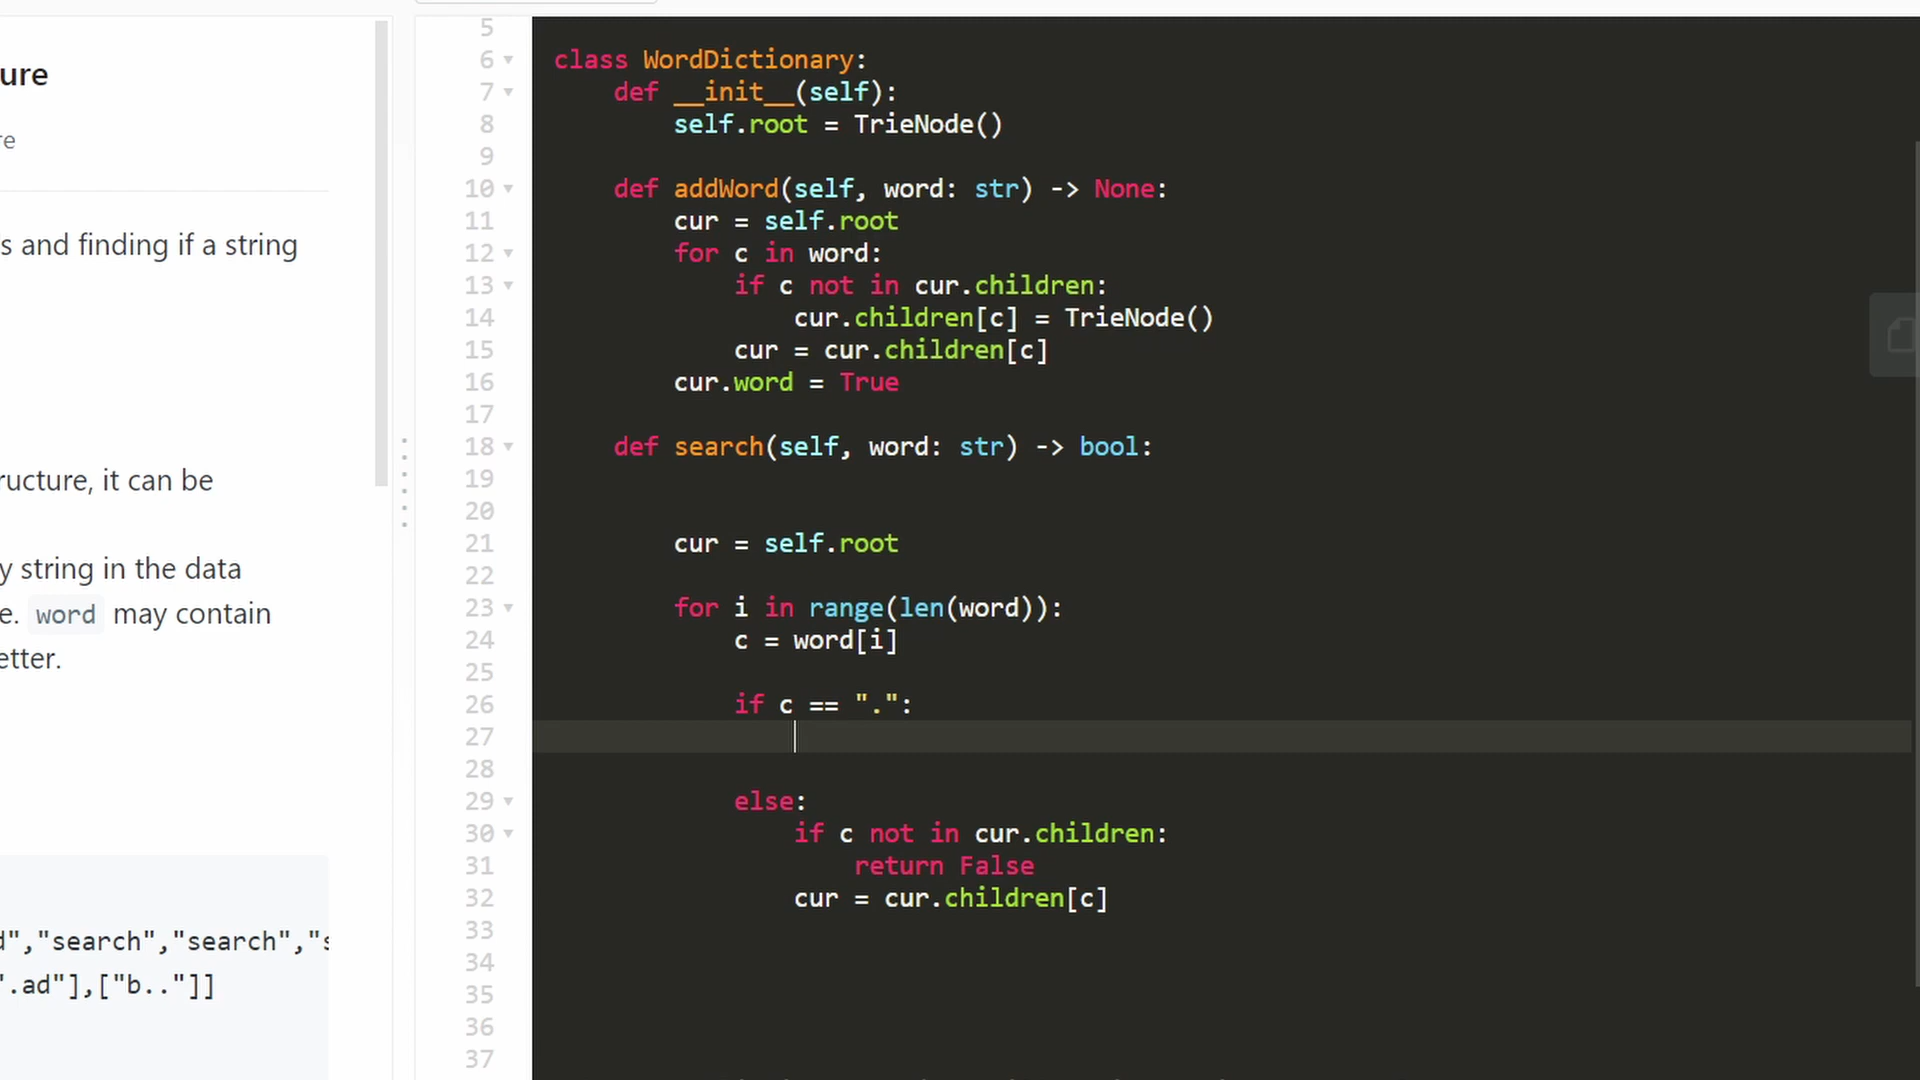 ure
re
s and finding if a string
ructure, it can be
y string in the data
e. word may contain
etter.
d","search","search","s
".ad"],["b.."]]
5
6 class WordDictionary:
7     def __init__(self):
8         self.root = TrieNode()
9
10     def addWord(self, word: str) -> None:
11         cur = self.root
12         for c in word:
13             if c not in cur.children:
14                 cur.children[c] = TrieNode()
15             cur = cur.children[c]
16         cur.word = True
17
18     def search(self, word: str) -> bool:
19
20
21         cur = self.root
22
23         for i in range(len(word)):
24             c = word[i]
25
26             if c == ".":
27
28
29             else:
30                 if c not in cur.children:
31                     return False
32                 cur = cur.children[c]
33
34
35
36
37